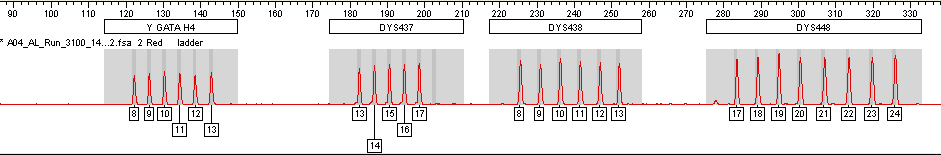 90 100 110 120 130 140 150 160 170 180 190 200 210 220 230 240 250 260 270 280 290 300 310 320 330
Y GATA H4 DYS437 DYS438 DYS448
* A04_AL_Run_3100_14...2.fsa 2 Red ladder
8 9 10 12 13 15 17 8 9 10 11 12 13 17 18 19 20 21 22 23 24
11 13 16
14